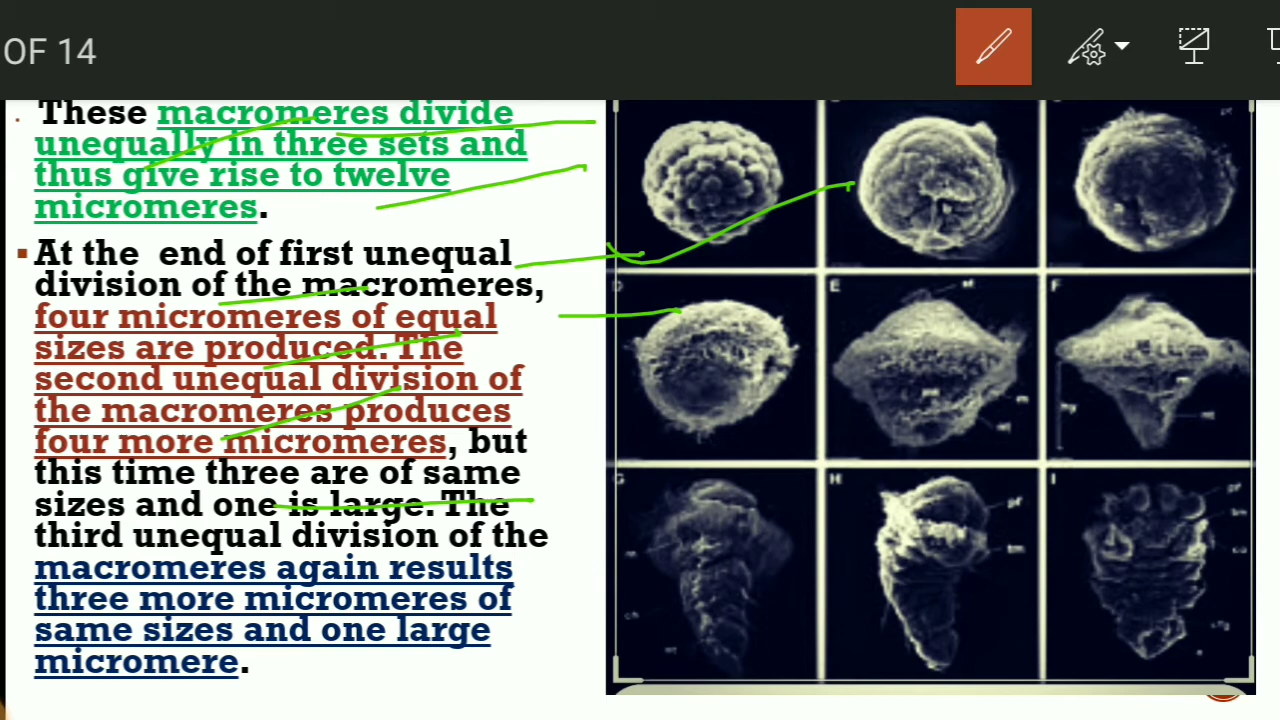 OF 14
These macromeres divide
unequally in three sets and
thus give rise to twelve
micromeres.
At the end of first unequal
division of the macromeres,
four micromeres of equal
sizes are produced. The
second unequal division of
the macromeres produces
four more micromeres, but
this time three are of same
sizes and one is large. The
third unequal division of the
macromeres again results
three more micromeres of
same sizes and one large
micromere.
E
F
G
H
I